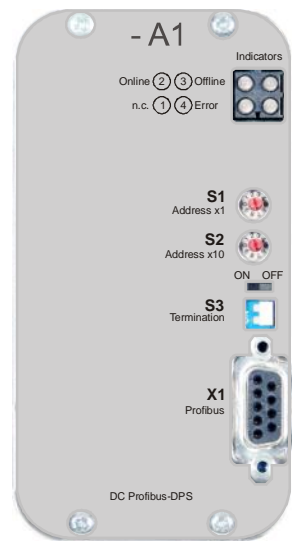 - A1
Indicators
Online 2 3 Offline
n.c. 1 4 Error
S1
Address x1
S2
Address x10
ON OFF
S3
Termination
X1
Profibus
DC Profibus-DPS